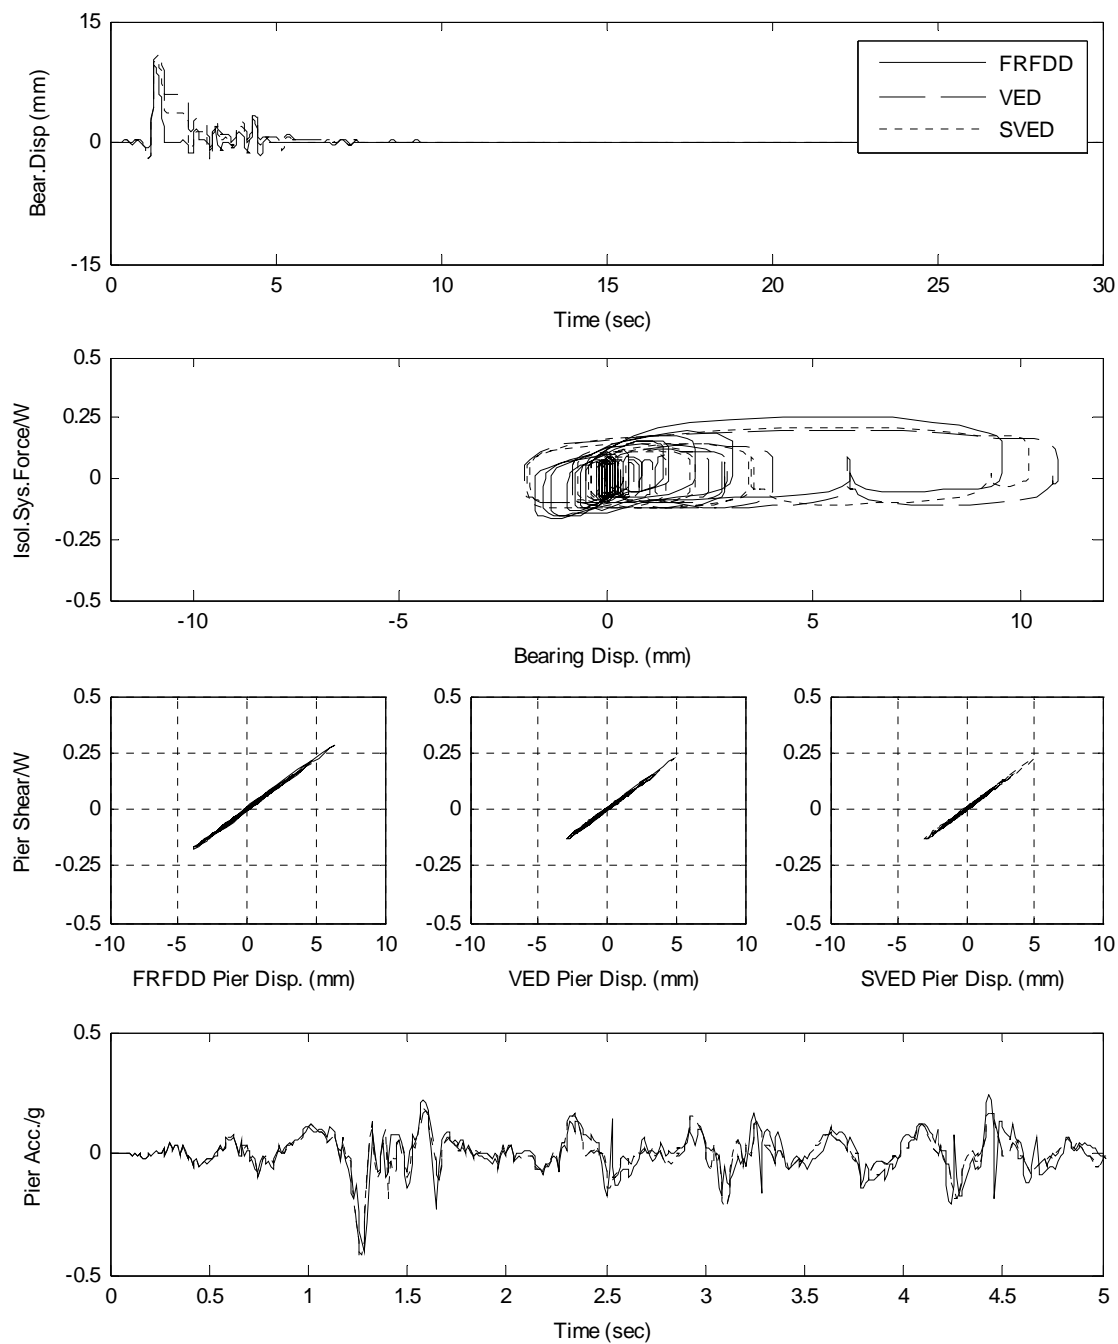 15
0
-15
Bear.Disp (mm)
FRFDD
VED
SVED
0 5 10 15 20 25 30
Time (sec)
0.5
0.25
0
-0.25
-0.5
Isol.Sys.Force/W
-10 -5 0 5 10
Bearing Disp. (mm)
0.5
0.25
0
-0.25
-0.5
Pier Shear/W
-10 -5 0 5 10
FRFDD Pier Disp. (mm)
0.5
0.25
0
-0.25
-0.5
-10 -5 0 5 10
VED Pier Disp. (mm)
0.5
0.25
0
-0.25
-0.5
-10 -5 0 5 10
SVED Pier Disp. (mm)
0.5
0
-0.5
Pier Acc./g
0 0.5 1 1.5 2 2.5 3 3.5 4 4.5 5
Time (sec)